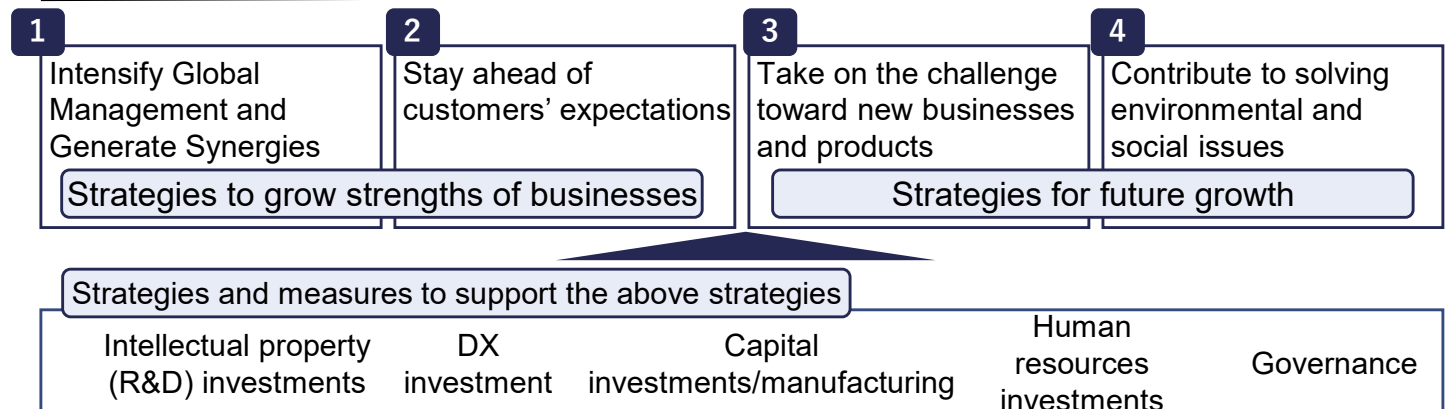 1
Intensify Global
Management and
Generate Synergies
2
Stay ahead of
customers’ expectations
3
Take on the challenge
toward new businesses
and products
4
Contribute to solving
environmental and
social issues
Strategies to grow strengths of businesses
Strategies for future growth
Strategies and measures to support the above strategies
Intellectual property
(R&D) investments
DX
investment
Capital
investments/manufacturing
Human
resources
investments
Governance